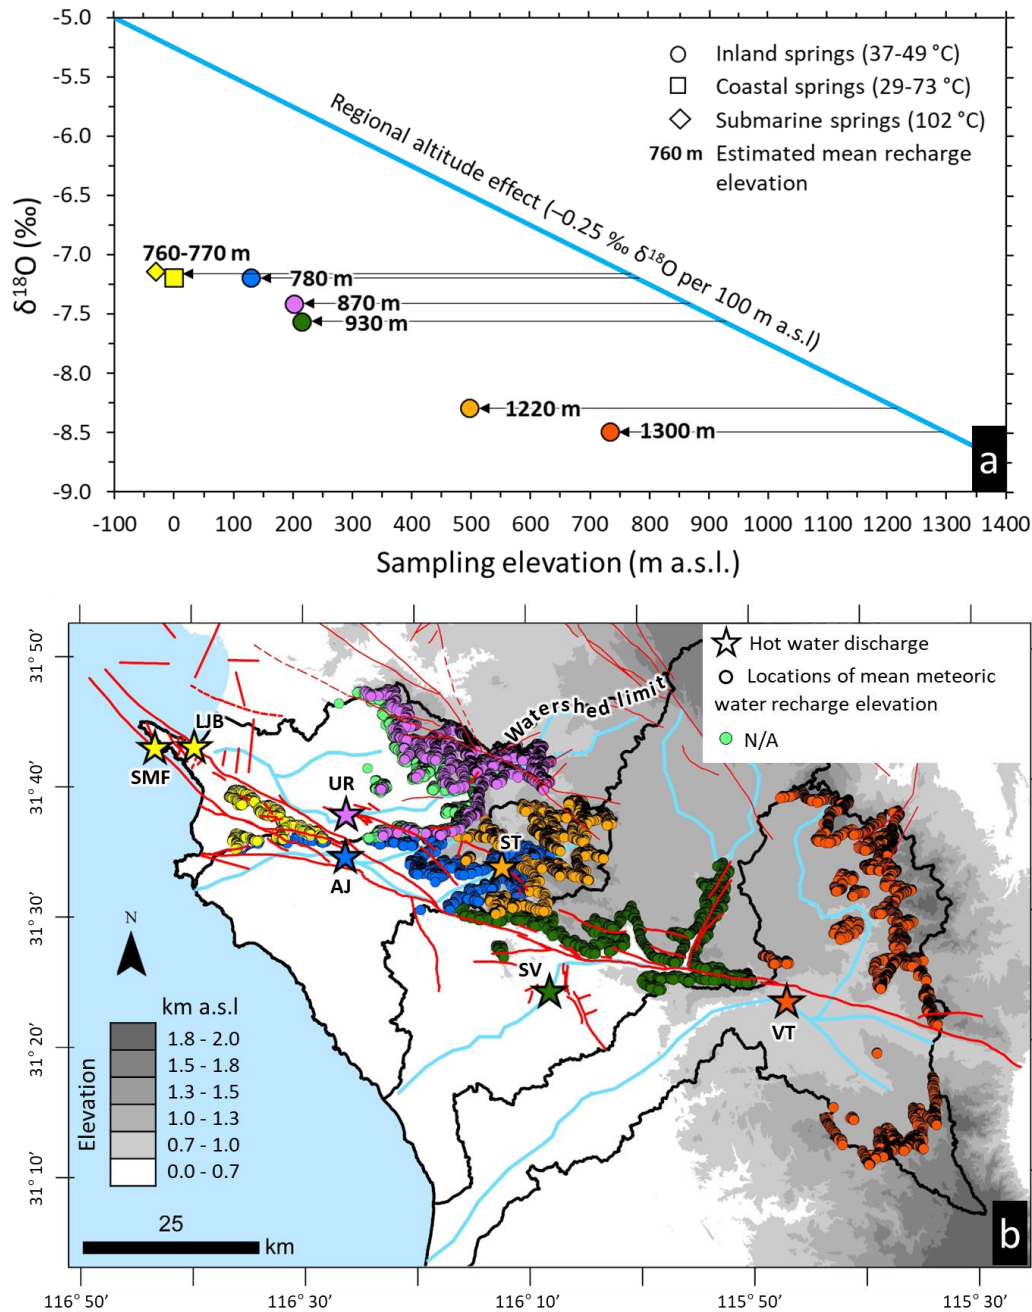 -5.0
-5.5
-6.0
-6.5
-7.0
-7.5
-8.0
-8.5
-9.0
δ¹⁸O (‰)
Inland springs (37-49 °C)
Coastal springs (29-73 °C)
Submarine springs (102 °C)
760 m Estimated mean recharge
elevation
Regional altitude effect (–0.25 ‰ δ¹⁸O per 100 m a.s.l)
760-770 m
780 m
870 m
930 m
1220 m
1300 m
a
-100 0 100 200 300 400 500 600 700 800 900 1000 1100 1200 1300 1400
Sampling elevation (m a.s.l.)
31° 50′
31° 40′
31° 30′
31° 20′
31° 10′
Hot water discharge
Locations of mean meteoric
water recharge elevation
N/A
Watershed limit
LJB
SMF
UR
ST
AJ
SV
VT
N
km a.s.l
Elevation
1.8 - 2.0
1.5 - 1.8
1.3 - 1.5
1.0 - 1.3
0.7 - 1.0
0.0 - 0.7
25
km
b
116° 50′ 116° 30′ 116° 10′ 115° 50′ 115° 30′